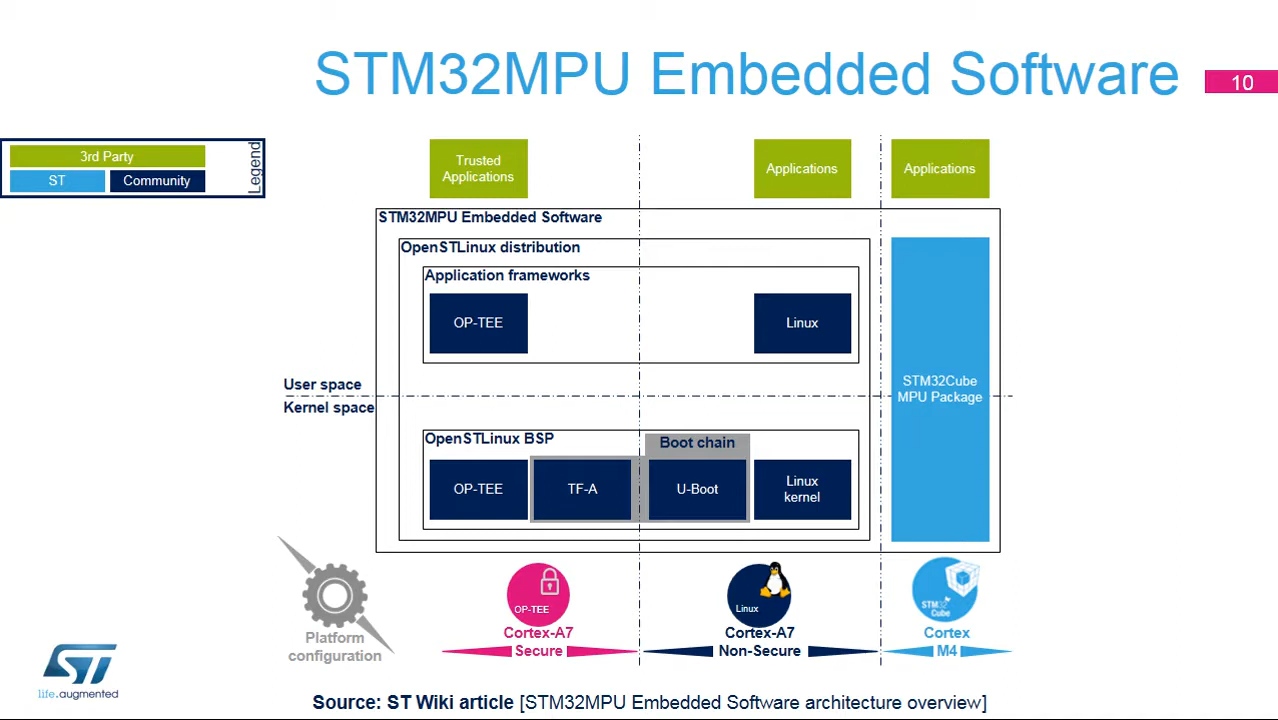 STM32MPU Embedded Software
10
3rd Party
ST
Community
Legend
Trusted
Applications
Applications
Applications
STM32MPU Embedded Software
OpenSTLinux distribution
Application frameworks
OP-TEE
Linux
STM32Cube
MPU Package
User space
Kernel space
OpenSTLinux BSP
Boot chain
OP-TEE
TF-A
U-Boot
Linux
kernel
Platform
configuration
OP-TEE
Cortex-A7
Secure
Linux
Cortex-A7
Non-Secure
STM32
Cube
Cortex
M4
ST
life.augmented
Source: ST Wiki article [STM32MPU Embedded Software architecture overview]